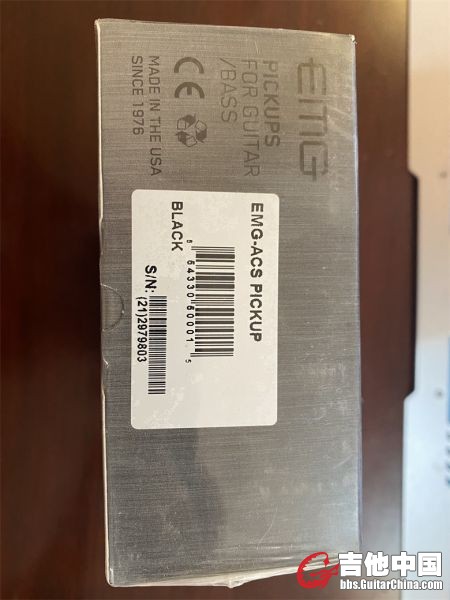 EMG
PICKUPS
FOR GUITAR
/BASS
CE
MADE IN THE USA
SINCE 1976
EMG-ACS PICKUP
BLACK
6 54330 60001 5
S/N:
(21)2979803
吉他中国
bbs.GuitarChina.com